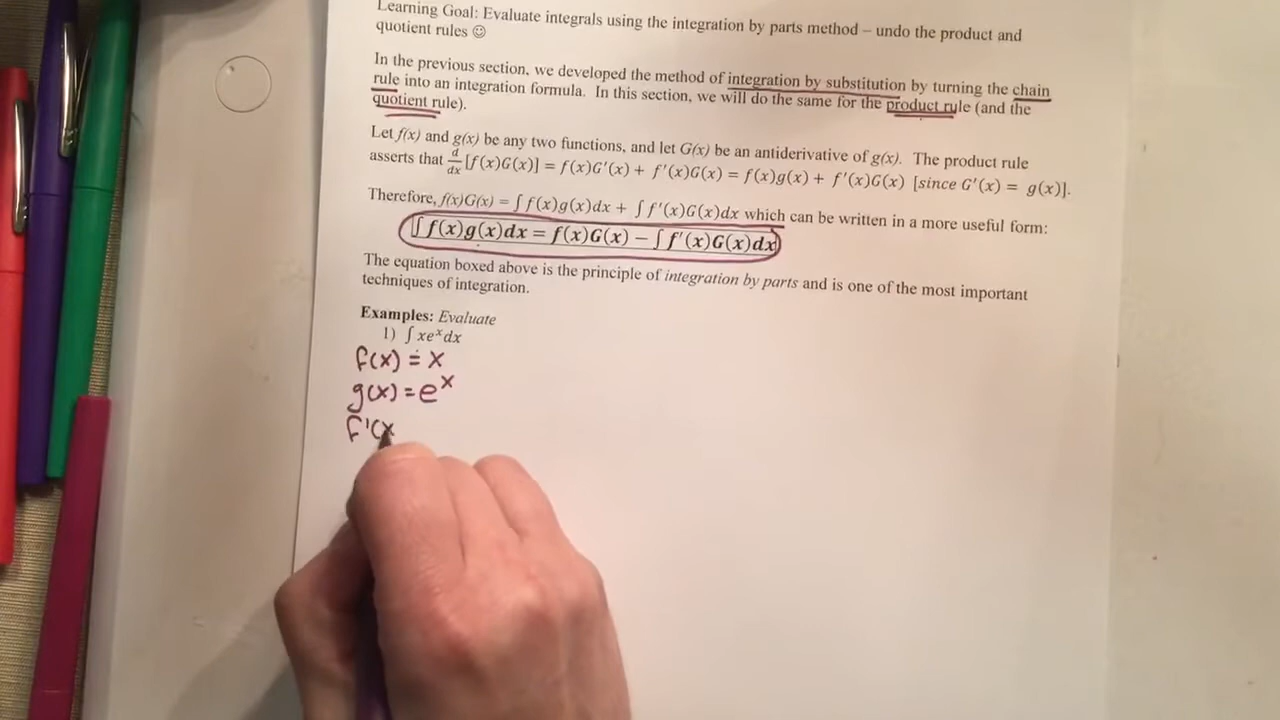 Learning Goal: Evaluate integrals using the integration by parts method – undo the product and
quotient rules ☺
In the previous section, we developed the method of integration by substitution by turning the chain
rule into an integration formula. In this section, we will do the same for the product rule (and the
quotient rule).
Let f(x) and g(x) be any two functions, and let G(x) be an antiderivative of g(x). The product rule
asserts that d/dx [f(x)G(x)] = f(x)G'(x) + f'(x)G(x) = f(x)g(x) + f'(x)G(x) [since G'(x) = g(x)].
Therefore, f(x)G(x) = ∫ f(x)g(x)dx + ∫ f'(x)G(x)dx which can be written in a more useful form:
∫ f(x)g(x)dx = f(x)G(x) − ∫ f'(x)G(x)dx
The equation boxed above is the principle of integration by parts and is one of the most important
techniques of integration.
Examples: Evaluate
1) ∫ xeˣdx
f(x) = x
g(x) = eˣ
f'(x